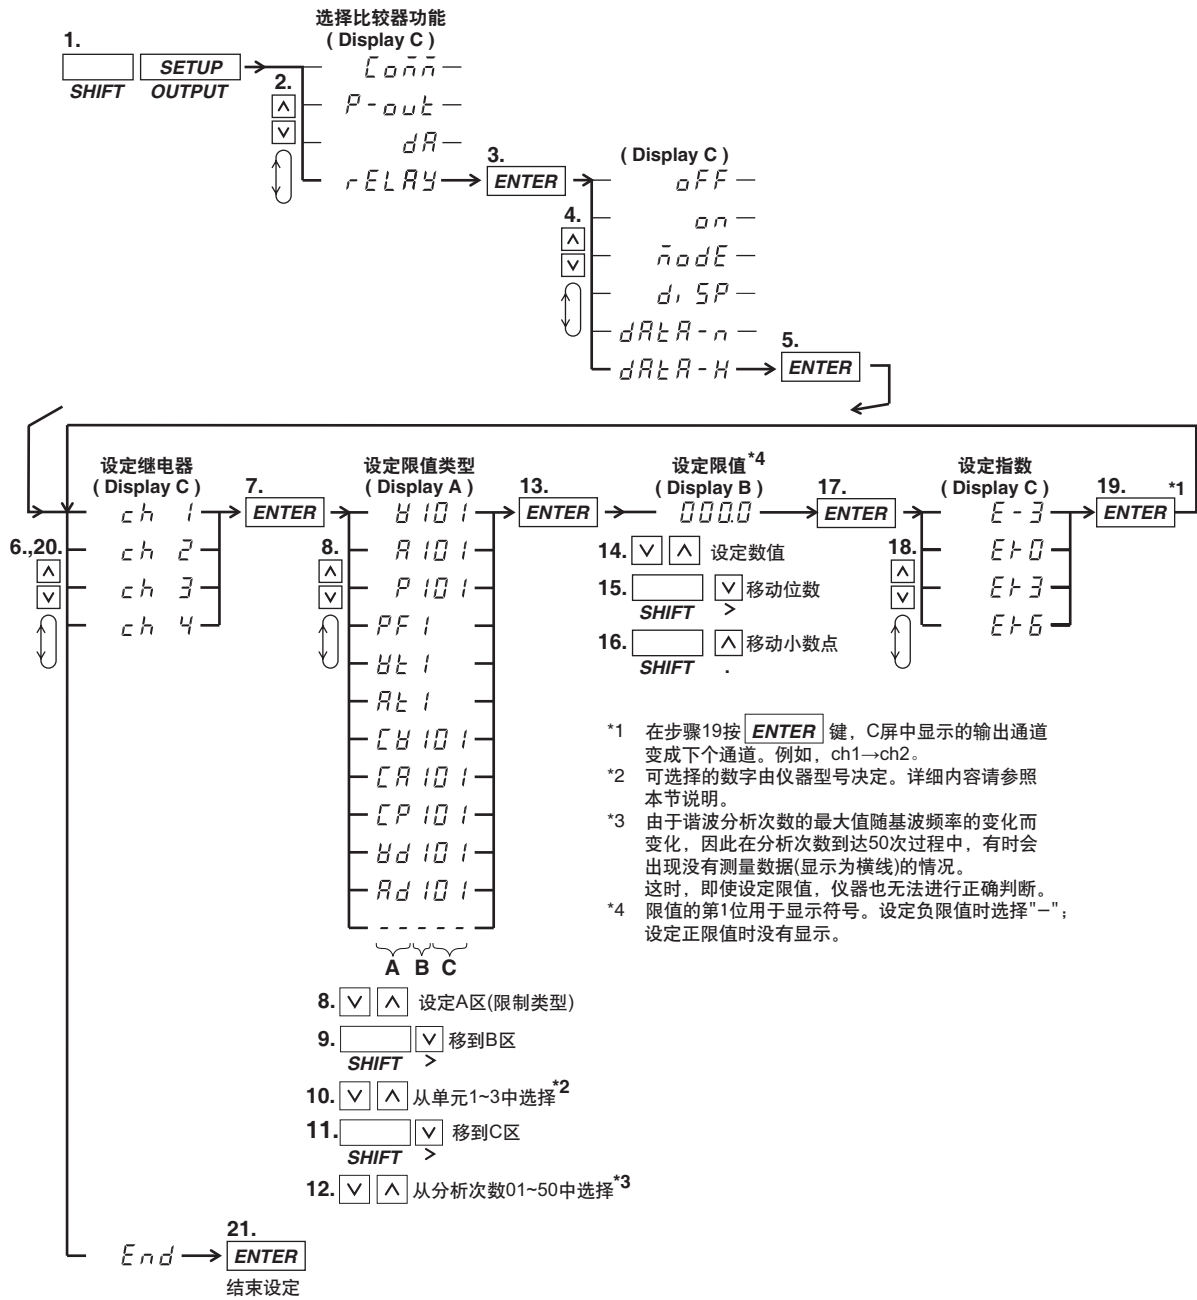 选择比较器功能
( Display C )
1.
SETUP
SHIFT
OUTPUT
2.
Comm
P-out
dA
rELAY
3.
ENTER
( Display C )
oFF
on
modE
diSP
dAtA-n
dAtA-H
4.
5.
ENTER
设定继电器
( Display C )
ch 1
ch 2
ch 3
ch 4
6.,20.
7.
ENTER
设定限值类型
( Display A )
8.
V101
A101
P101
PF1
Vt1
At1
CV101
CA101
CP101
Vd101
Ad101
- - - - - -
A B C
13.
ENTER
设定限值*4
( Display B )
000.0
14. 设定数值
15. 移动位数
SHIFT >
16. 移动小数点
SHIFT .
17.
ENTER
设定指数
( Display C )
18.
E-3
E+0
E+3
E+6
19.
*1
ENTER
*1 在步骤19按 ENTER 键，C屏中显示的输出通道
变成下个通道。例如，ch1→ch2。
*2 可选择的数字由仪器型号决定。详细内容请参照
本节说明。
*3 由于谐波分析次数的最大值随基波频率的变化而
变化，因此在分析次数到达50次过程中，有时会
出现没有测量数据(显示为横线)的情况。
这时，即使设定限值，仪器也无法进行正确判断。
*4 限值的第1位用于显示符号。设定负限值时选择"−"；
设定正限值时没有显示。
8. 设定A区(限制类型)
9. 移到B区
SHIFT >
10. 从单元1~3中选择*2
11. 移到C区
SHIFT >
12. 从分析次数01~50中选择*3
21.
End
ENTER
结束设定